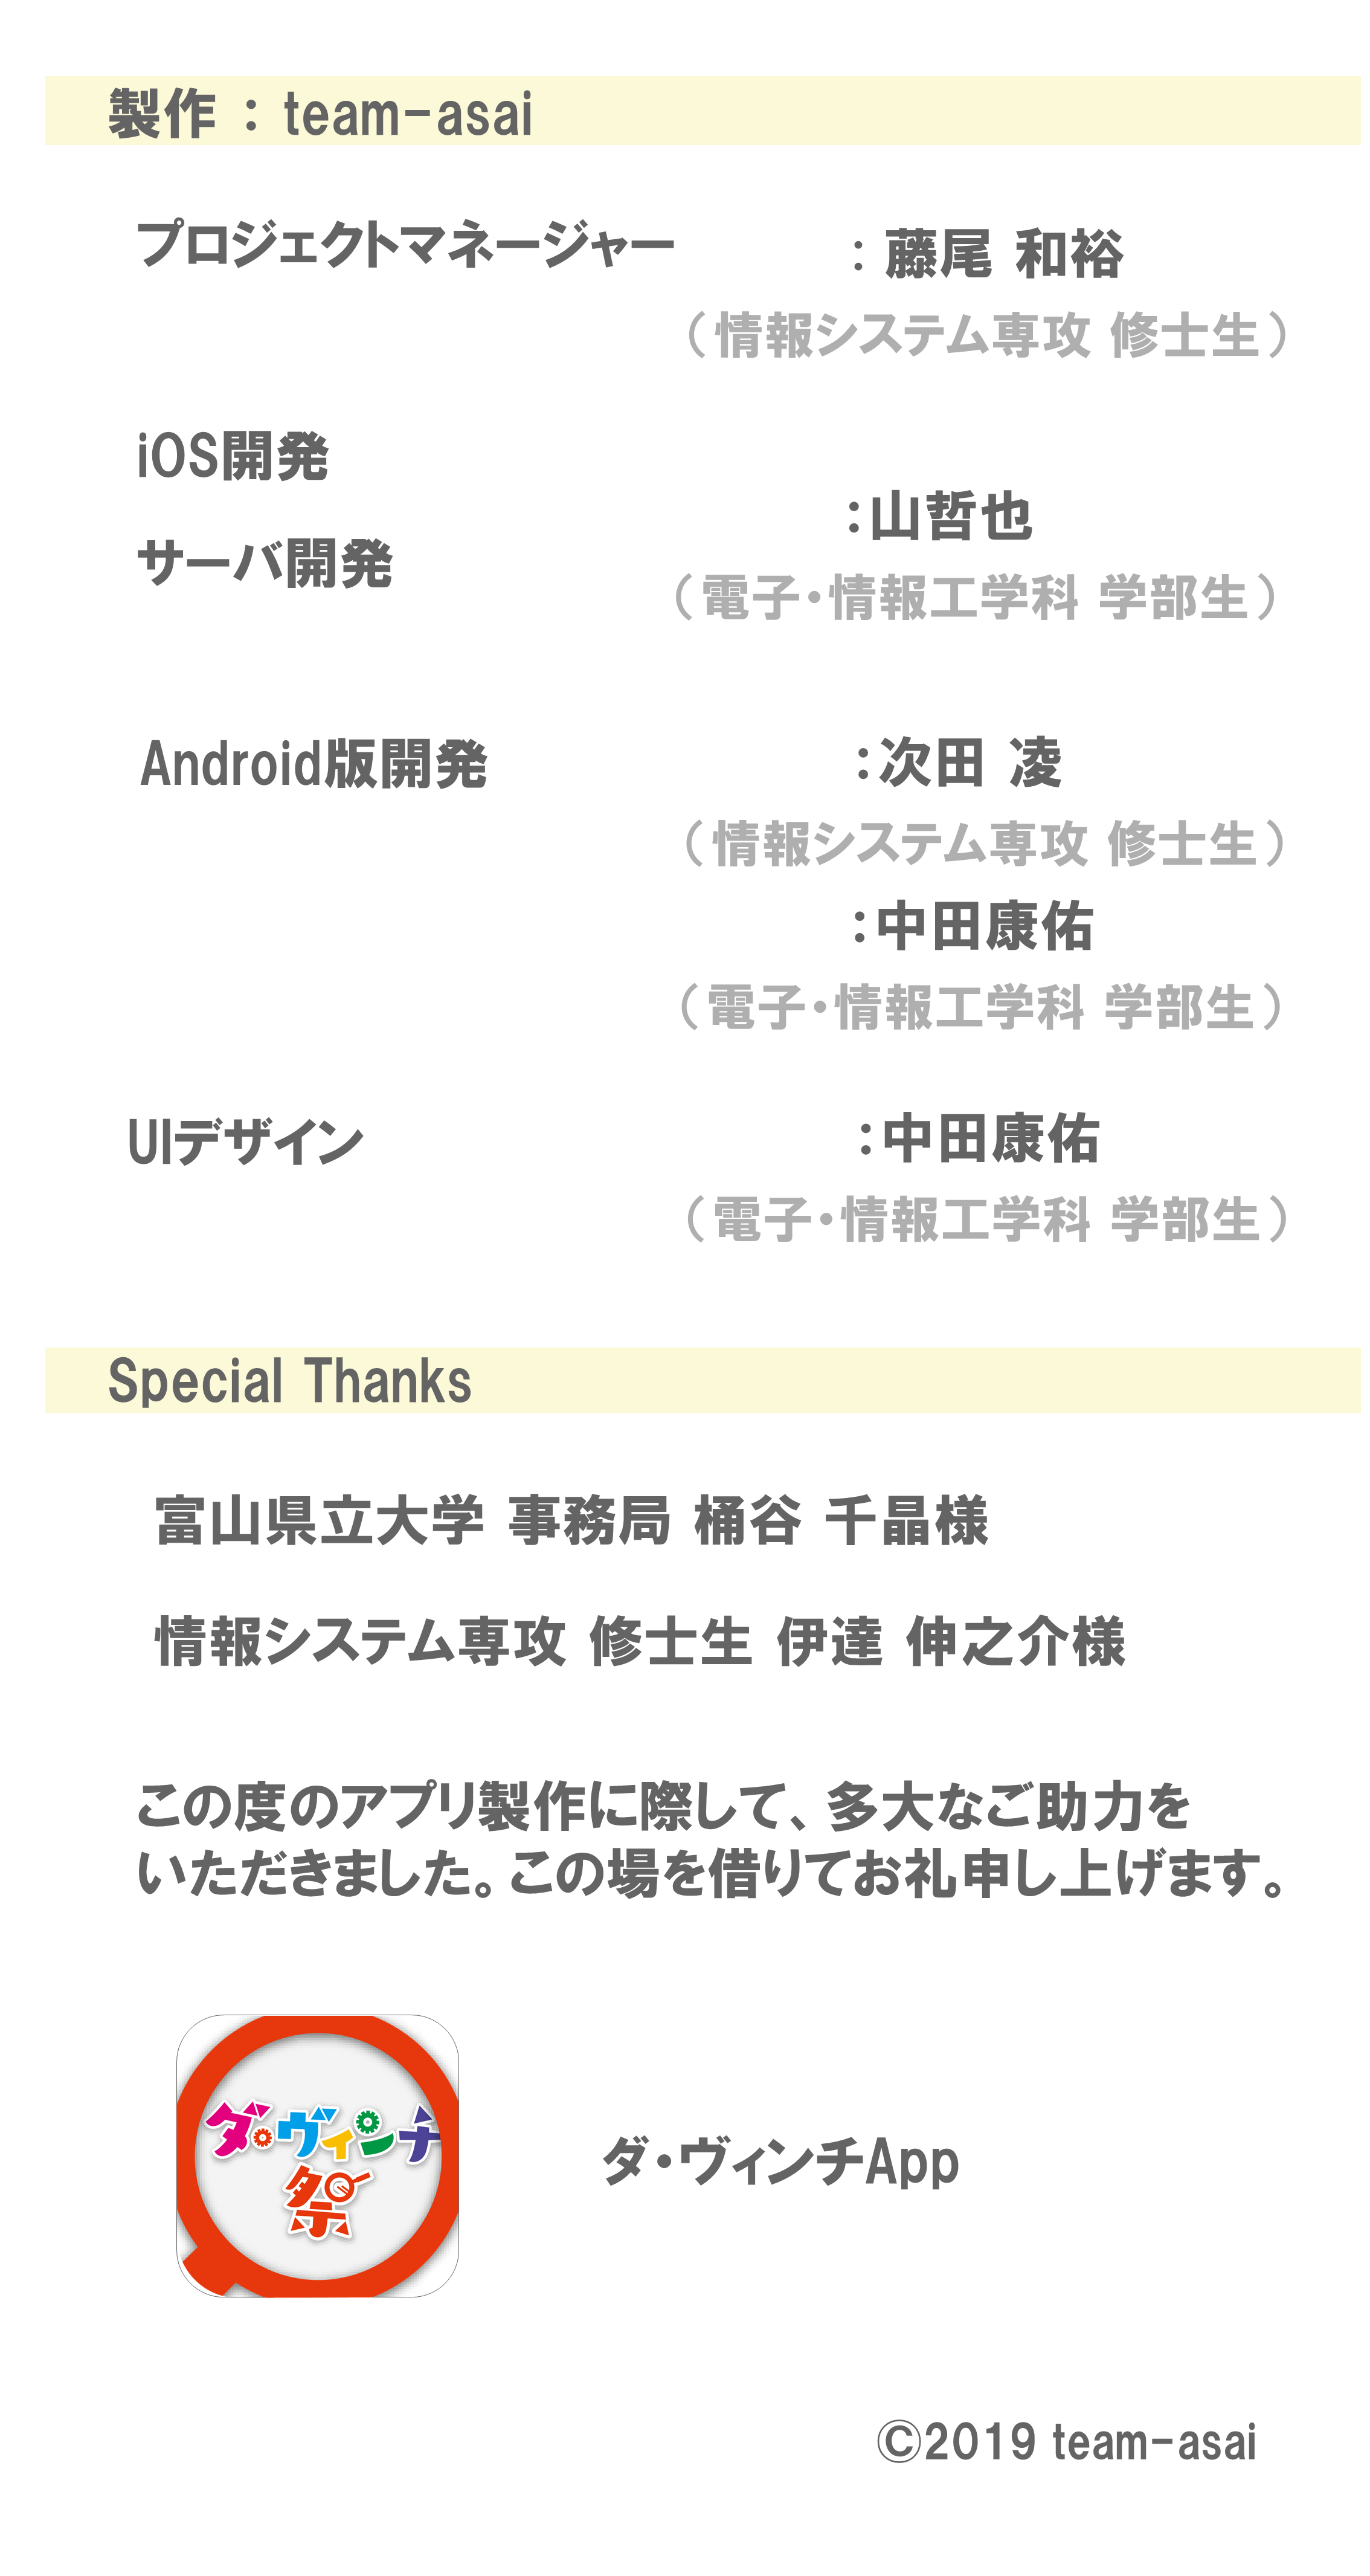 製作 : team-asai
プロジェクトマネージャー : 藤尾 和裕
（情報システム専攻 修士生）
iOS開発
サーバ開発
:山哲也
（電子・情報工学科 学部生）
Android版開発 :次田 凌
（情報システム専攻 修士生）
:中田康佑
（電子・情報工学科 学部生）
UIデザイン :中田康佑
（電子・情報工学科 学部生）
Special Thanks
富山県立大学 事務局 桶谷 千晶様
情報システム専攻 修士生 伊達 伸之介様
この度のアプリ製作に際して、多大なご助力を
いただきました。この場を借りてお礼申し上げます。
ダ・ヴィンチ
祭
ダ・ヴィンチApp
©2019 team-asai